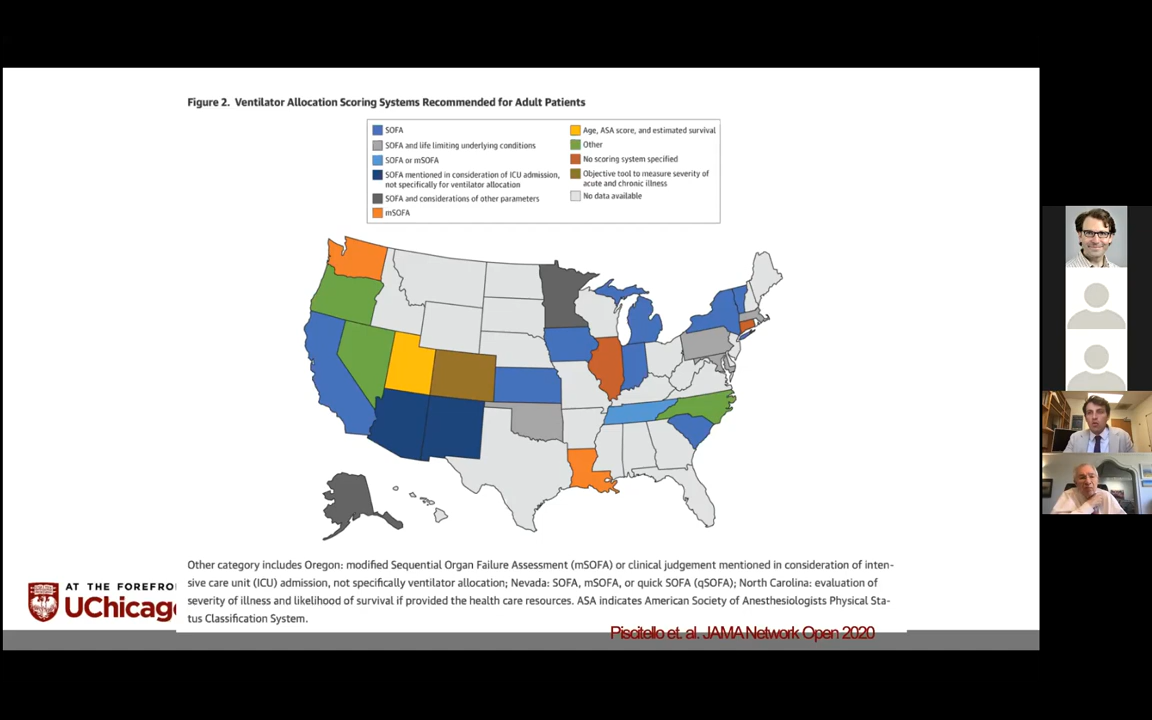 Figure 2. Ventilator Allocation Scoring Systems Recommended for Adult Patients
SOFA
SOFA and life limiting underlying conditions
SOFA or mSOFA
SOFA mentioned in consideration of ICU admission,
not specifically for ventilator allocation
SOFA and considerations of other parameters
mSOFA
Age, ASA score, and estimated survival
Other
No scoring system specified
Objective tool to measure severity of
acute and chronic illness
No data available
Other category includes Oregon: modified Sequential Organ Failure Assessment (mSOFA) or clinical judgement mentioned in consideration of inten-
sive care unit (ICU) admission, not specifically ventilator allocation; Nevada: SOFA, mSOFA, or quick SOFA (qSOFA); North Carolina: evaluation of
severity of illness and likelihood of survival if provided the health care resources. ASA indicates American Society of Anesthesiologists Physical Sta-
tus Classification System.
AT THE FOREFRO
UChicag
Piscitello et. al. JAMA Network Open 2020